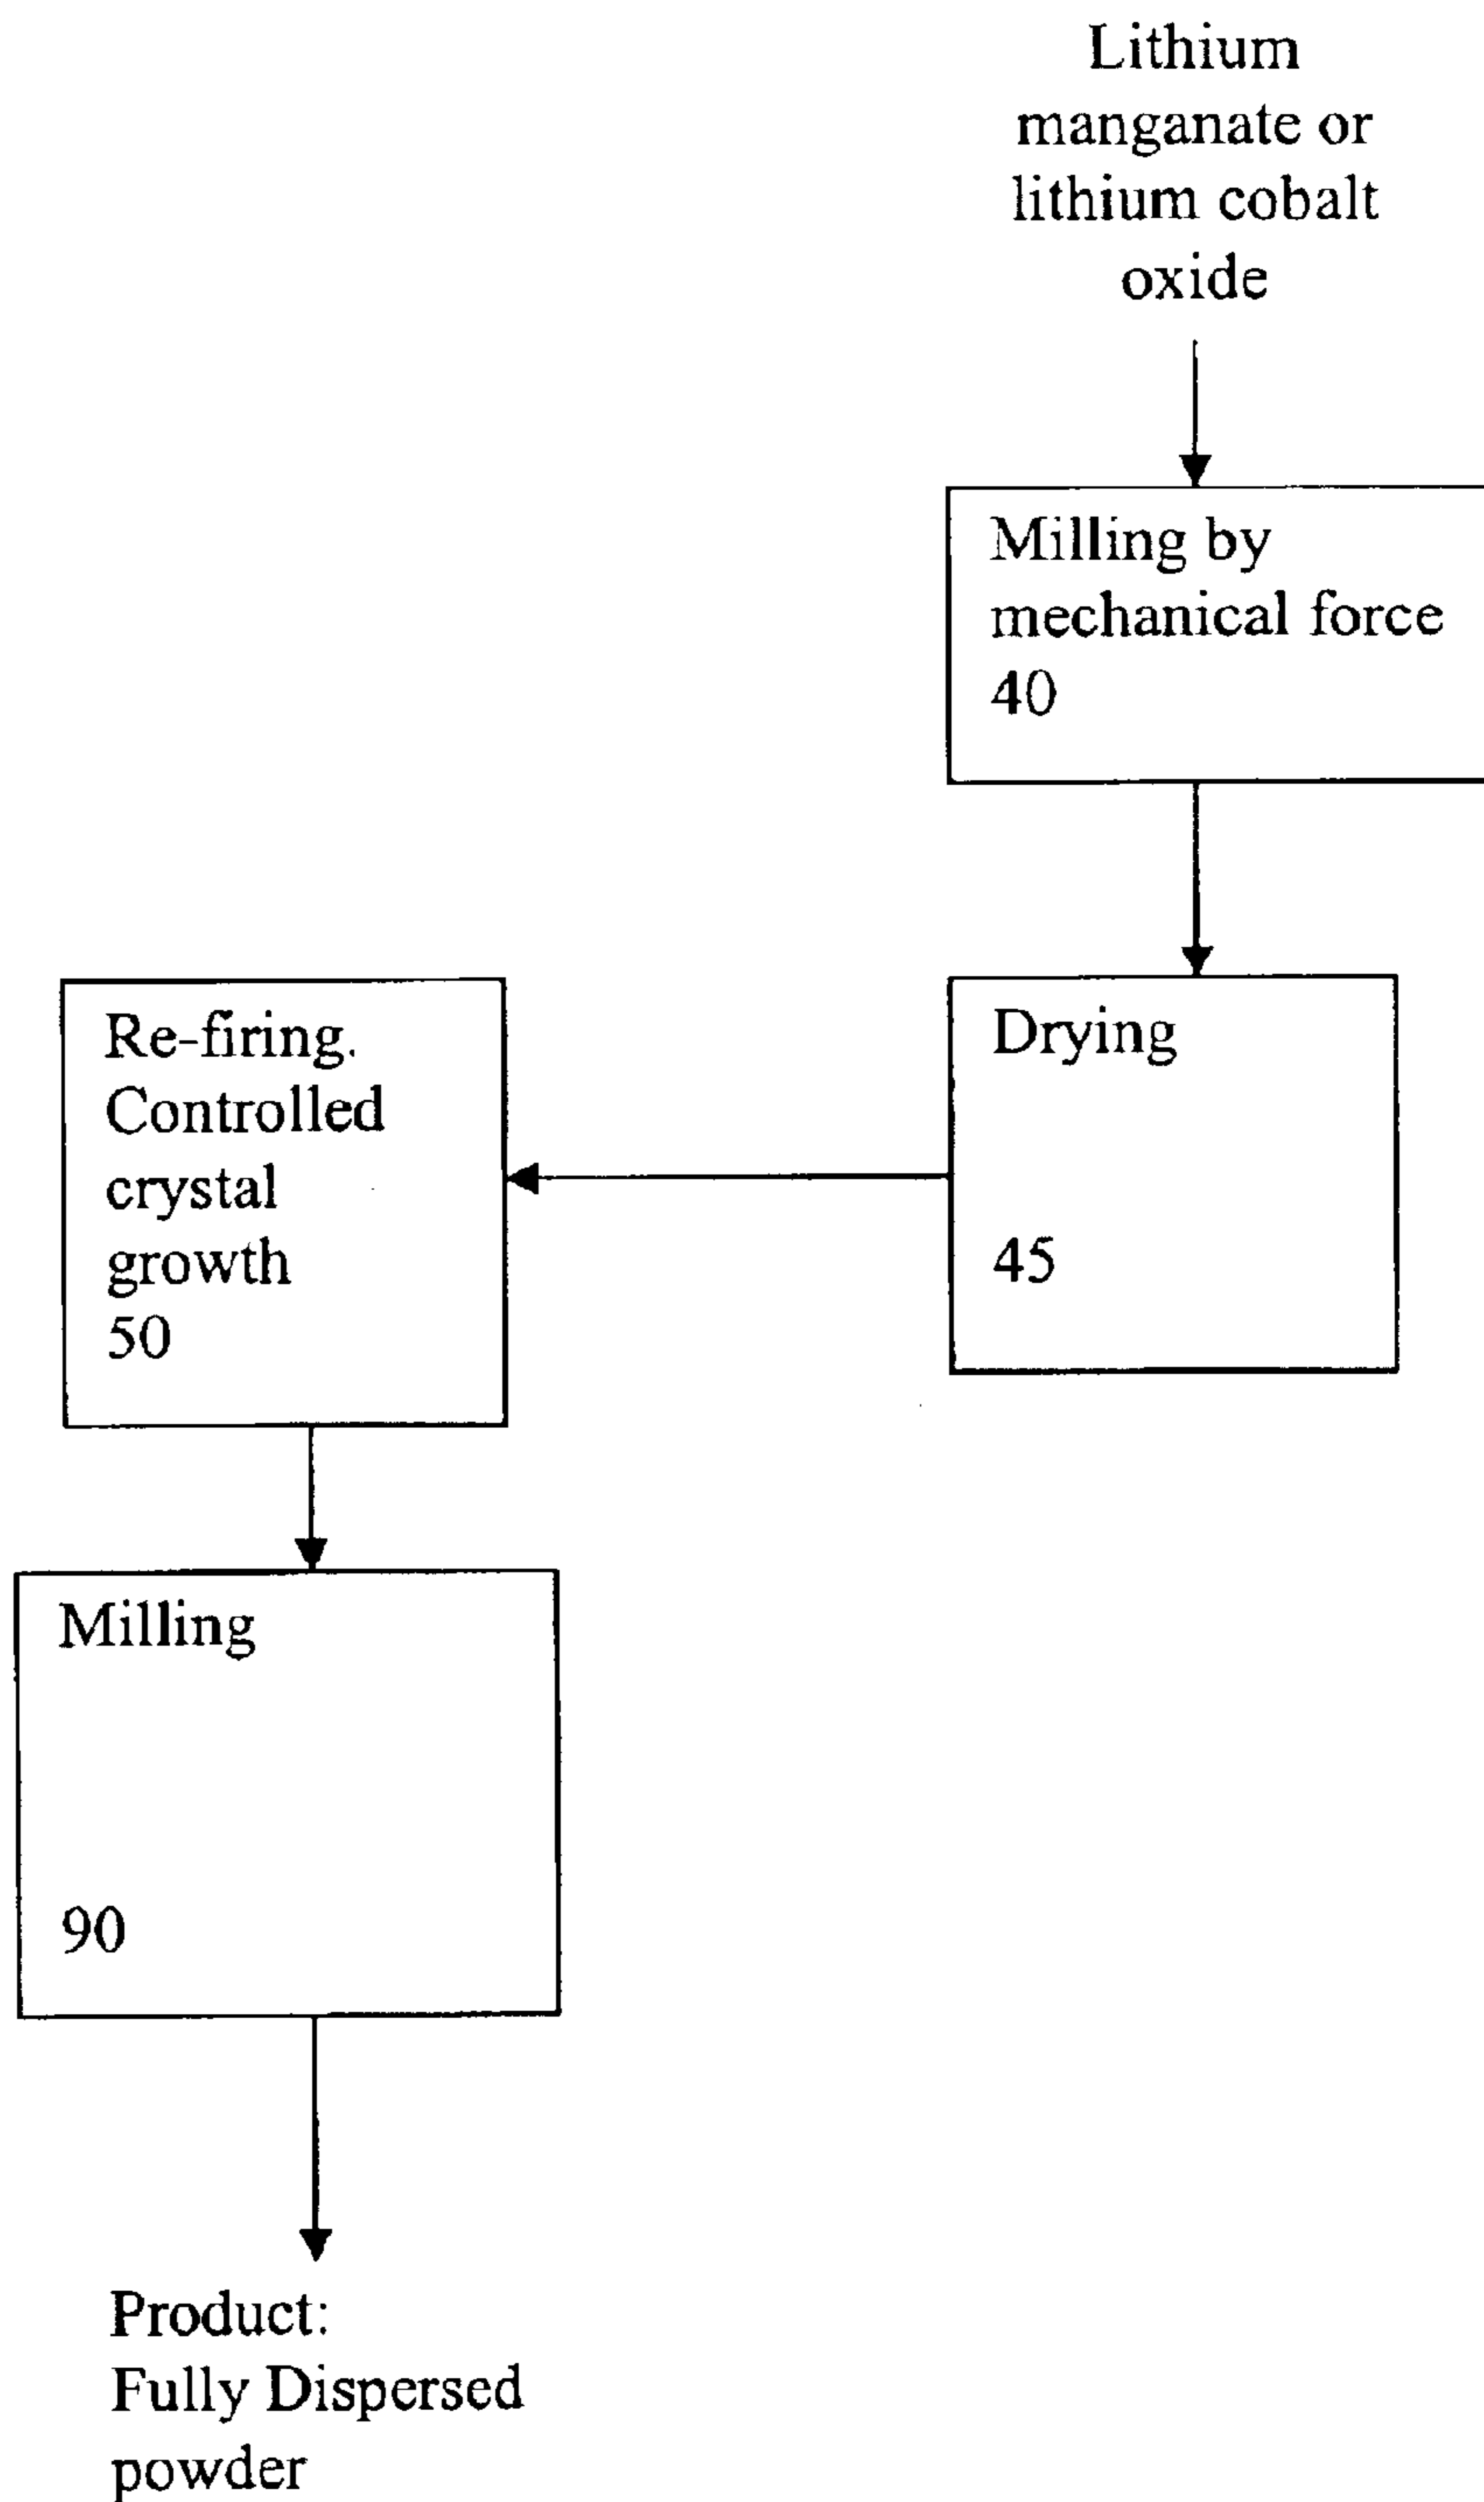 Lithium
manganate or
lithium cobalt
oxide
Milling by
mechanical force
40
Drying
45
Re-firing.
Controlled
crystal
growth
50
Milling
90
Product:
Fully Dispersed
powder